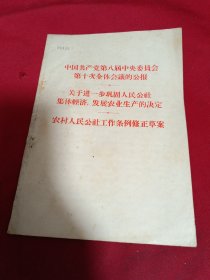 中国共产党第八届中央委员会
第十次全体会议的公报
关于进一步巩固人民公社
集体經济、发展农业生产的决定
农村人民公社工作条例修正草案